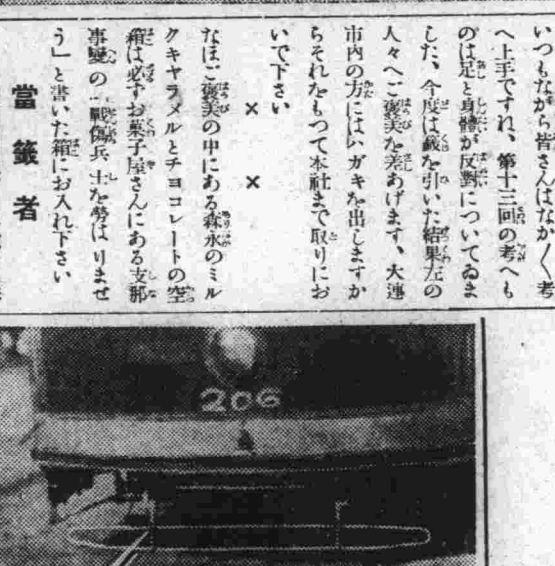 いつもながら皆さんはなか〳〵考
へ上手ですね、第十三回の考へも
のは足と身體が反對についてゐま
した、今度は籤を引いた結果左の
人々へご褒美を差あげます、大連
市内の方にはハガキを出しますか
らそれをもつて本社まで取りにお
いで下さい
× ×
なほご褒美の中にある森永のミル
クキヤラメルとチヨコレートの空
箱は必ずお菓子屋さんにある支那
事變の「戰傷兵士を勞はりませ
う」と書いた箱にお入れ下さい
當籤者
206